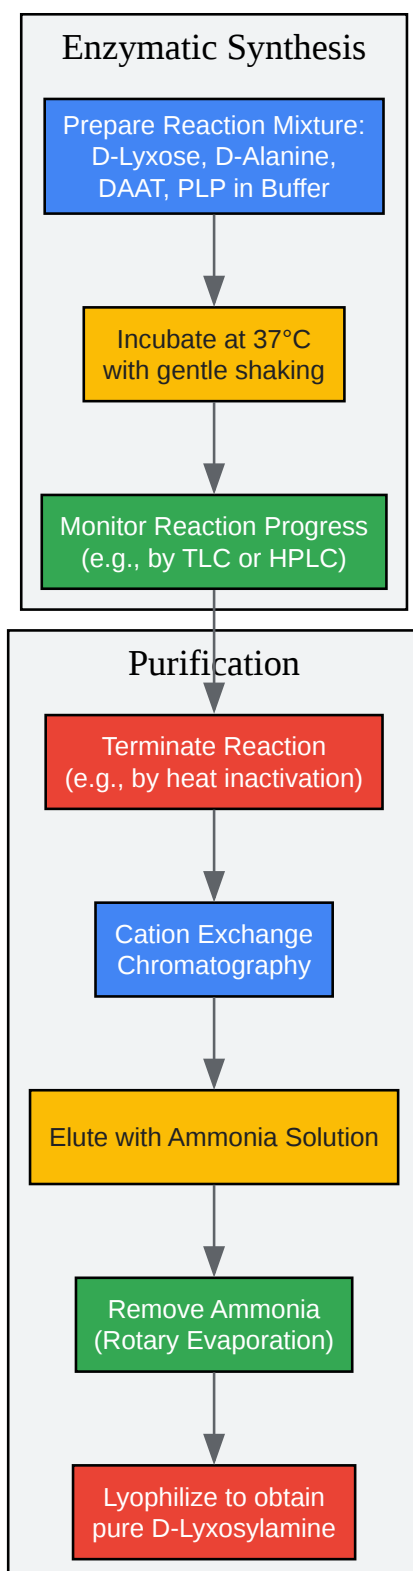 Enzymatic Synthesis
Prepare Reaction Mixture:
D-Lyxose, D-Alanine,
DAAT, PLP in Buffer
Incubate at 37°C
with gentle shaking
Monitor Reaction Progress
(e.g., by TLC or HPLC)
Purification
Terminate Reaction
(e.g., by heat inactivation)
Cation Exchange
Chromatography
Elute with Ammonia Solution
Remove Ammonia
(Rotary Evaporation)
Lyophilize to obtain
pure D-Lyxosylamine